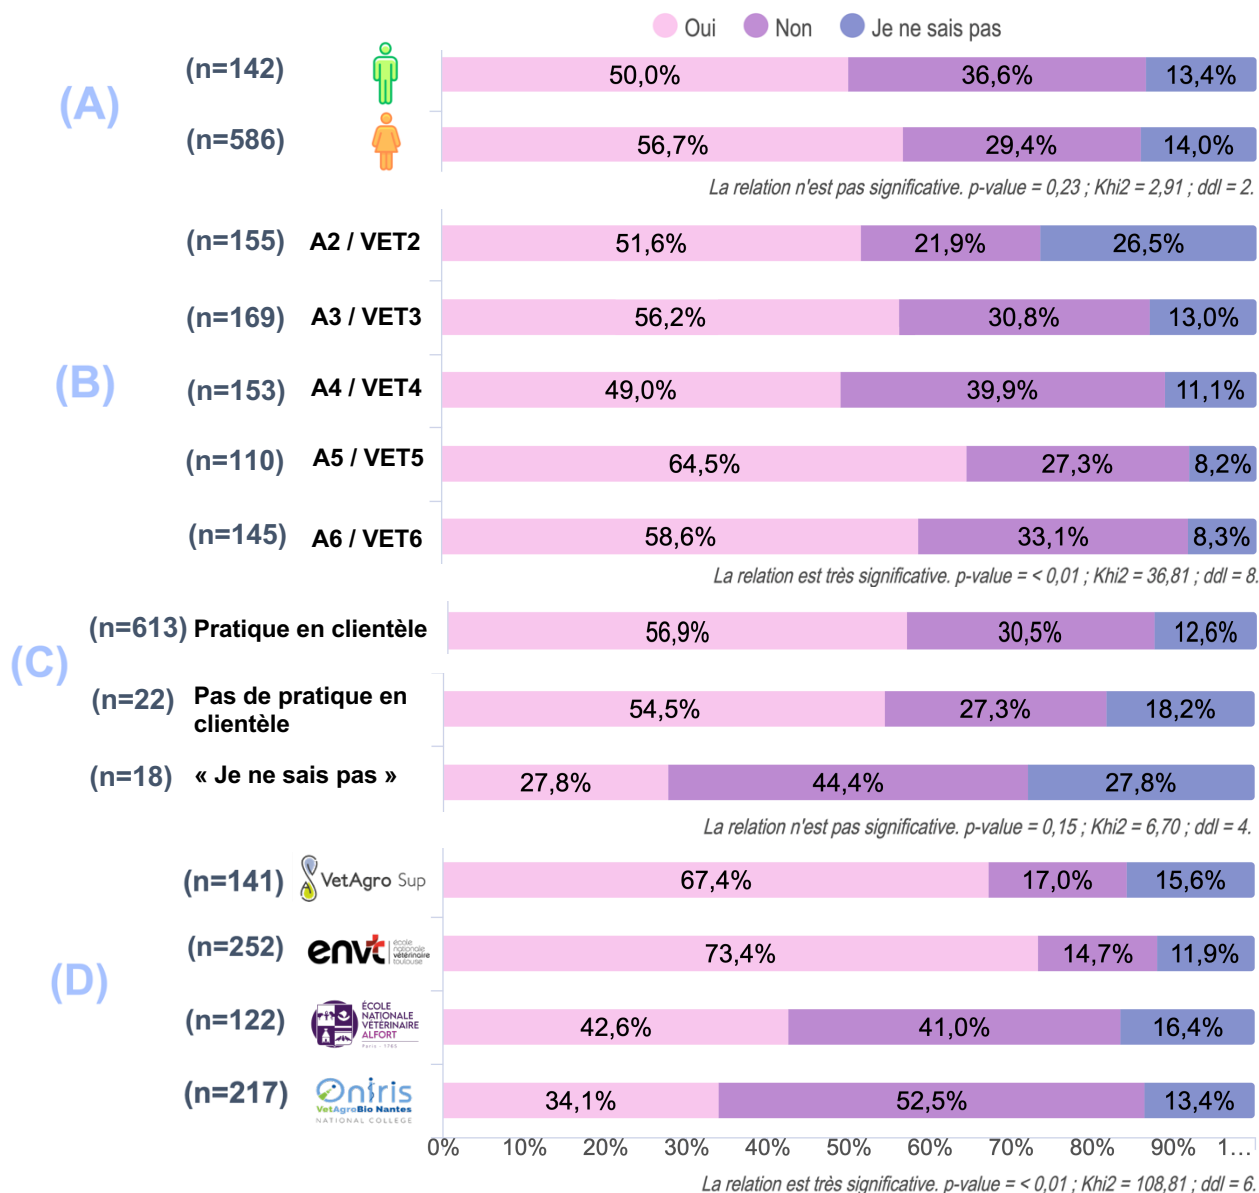 Oui Non Je ne sais pas
(A)
(n=142) 50,0% 36,6% 13,4%
(n=586) 56,7% 29,4% 14,0%
La relation n'est pas significative. p-value = 0,23 ; Khi2 = 2,91 ; ddl = 2.
(B)
(n=155) A2 / VET2 51,6% 21,9% 26,5%
(n=169) A3 / VET3 56,2% 30,8% 13,0%
(n=153) A4 / VET4 49,0% 39,9% 11,1%
(n=110) A5 / VET5 64,5% 27,3% 8,2%
(n=145) A6 / VET6 58,6% 33,1% 8,3%
La relation est très significative. p-value = < 0,01 ; Khi2 = 36,81 ; ddl = 8.
(C)
(n=613) Pratique en clientèle 56,9% 30,5% 12,6%
(n=22) Pas de pratique en
clientèle 54,5% 27,3% 18,2%
(n=18) « Je ne sais pas » 27,8% 44,4% 27,8%
La relation n'est pas significative. p-value = 0,15 ; Khi2 = 6,70 ; ddl = 4.
(D)
(n=141) VetAgro Sup 67,4% 17,0% 15,6%
(n=252) envt école
nationale
vétérinaire
toulouse 73,4% 14,7% 11,9%
(n=122) ÉCOLE
NATIONALE
VÉTÉRINAIRE
ALFORT
Paris - 1765 42,6% 41,0% 16,4%
(n=217) Oniris
VetAgroBio Nantes
NATIONAL COLLEGE 34,1% 52,5% 13,4%
0% 10% 20% 30% 40% 50% 60% 70% 80% 90% 1...
La relation est très significative. p-value = < 0,01 ; Khi2 = 108,81 ; ddl = 6.